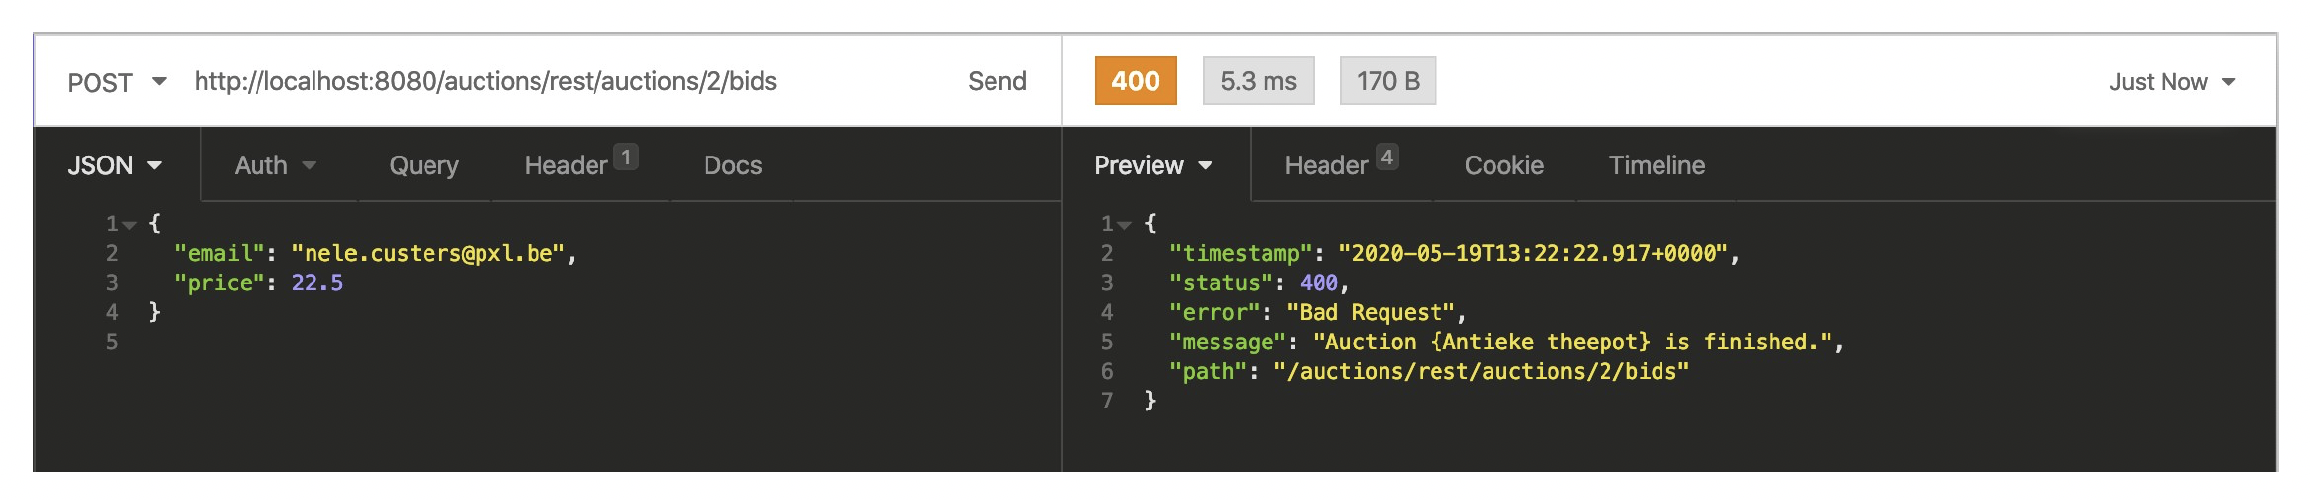 POST http://localhost:8080/auctions/rest/auctions/2/bids Send 400 5.3 ms 170 B Just Now
JSON Auth Query Header 1 Docs
1 {
2 "email": "nele.custers@pxl.be",
3 "price": 22.5
4 }
5
Preview Header 4 Cookie Timeline
1 {
2 "timestamp": "2020-05-19T13:22:22.917+0000",
3 "status": 400,
4 "error": "Bad Request",
5 "message": "Auction {Antieke theepot} is finished.",
6 "path": "/auctions/rest/auctions/2/bids"
7 }